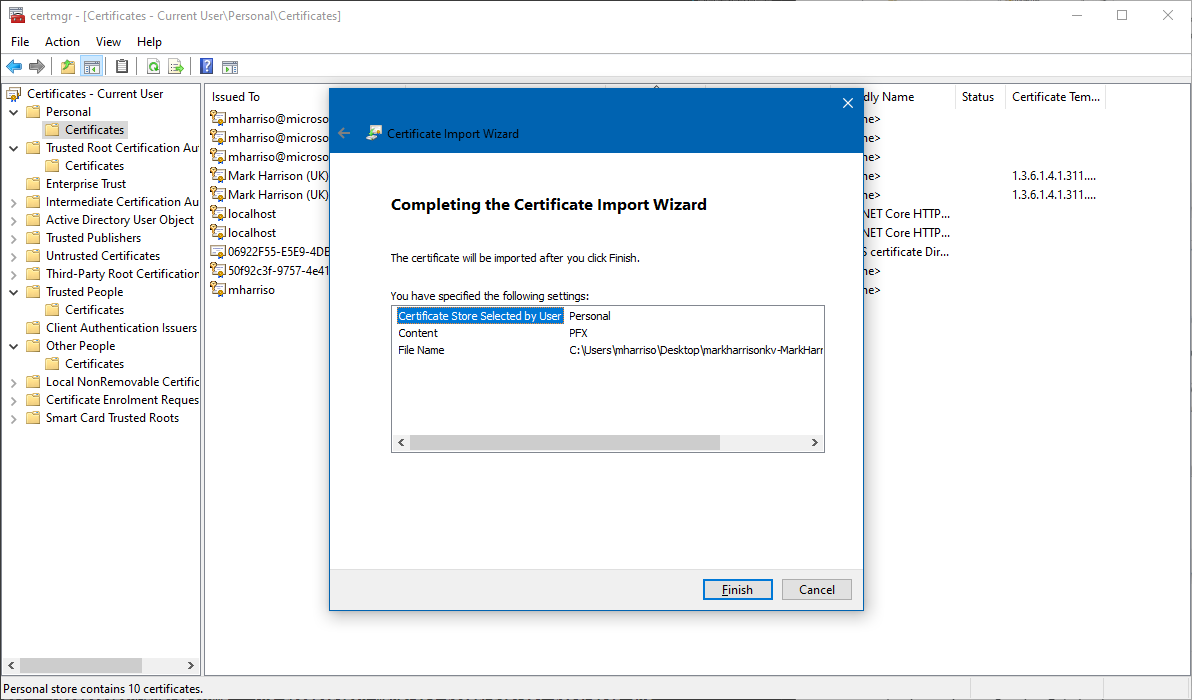 certmgr - [Certificates - Current User\Personal\Certificates]
File Action View Help
Certificates - Current User
Personal
Certificates
Trusted Root Certification Au
Certificates
Enterprise Trust
Intermediate Certification Au
Active Directory User Object
Trusted Publishers
Untrusted Certificates
Third-Party Root Certification
Trusted People
Certificates
Client Authentication Issuers
Other People
Certificates
Local NonRemovable Certific
Certificate Enrolment Reques
Smart Card Trusted Roots
Issued To
mharriso@microso
mharriso@microso
mharriso@microso
Mark Harrison (UK)
Mark Harrison (UK)
localhost
localhost
06922F55-E5E9-4DB
50f92c3f-9757-4e41
mharriso
Certificate Import Wizard
Completing the Certificate Import Wizard
The certificate will be imported after you click Finish.
You have specified the following settings:
Certificate Store Selected by User Personal
Content PFX
File Name C:\Users\mharriso\Desktop\markharrisonkv-MarkHarr
Finish Cancel
dly Name Status Certificate Tem...
ne>
ne>
ne>
ne> 1.3.6.1.4.1.311....
ne> 1.3.6.1.4.1.311....
NET Core HTTP...
NET Core HTTP...
S certificate Dir...
ne>
ne>
Personal store contains 10 certificates.